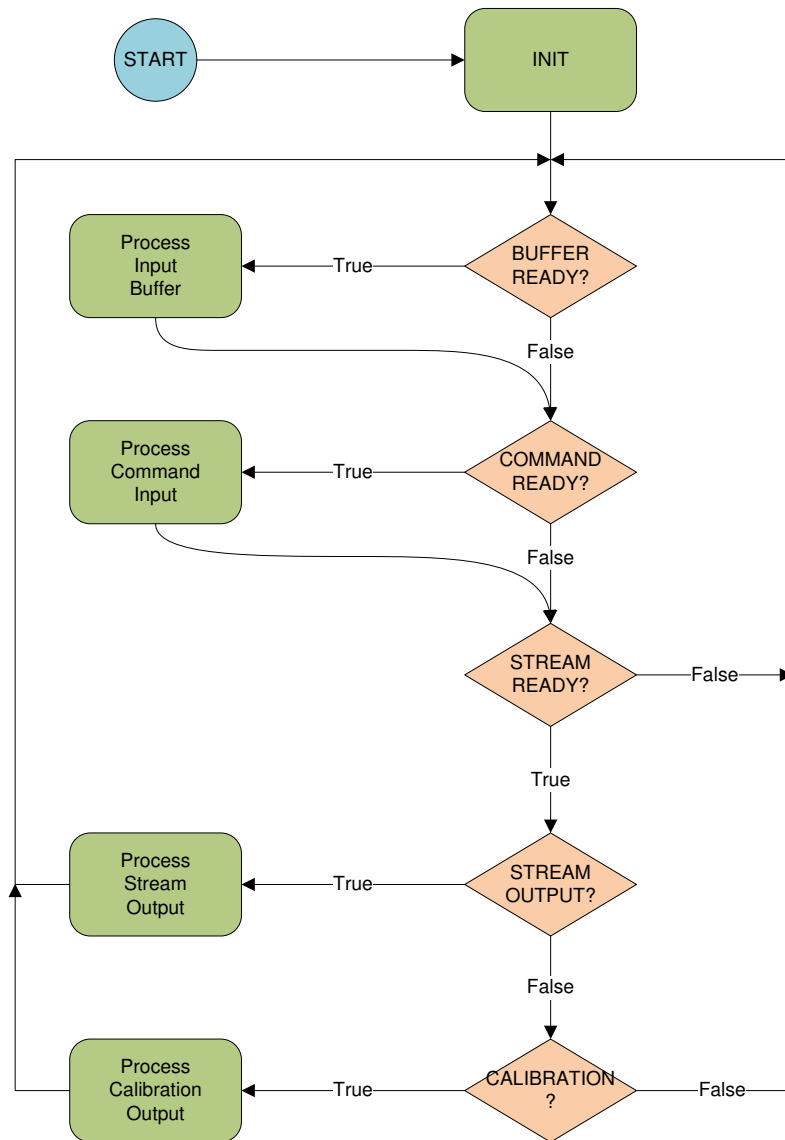 START
INIT
Process
Input
Buffer
True
BUFFER
READY?
False
Process
Command
Input
True
COMMAND
READY?
False
STREAM
READY?
False
True
Process
Stream
Output
True
STREAM
OUTPUT?
False
Process
Calibration
Output
True
CALIBRATION
?
False